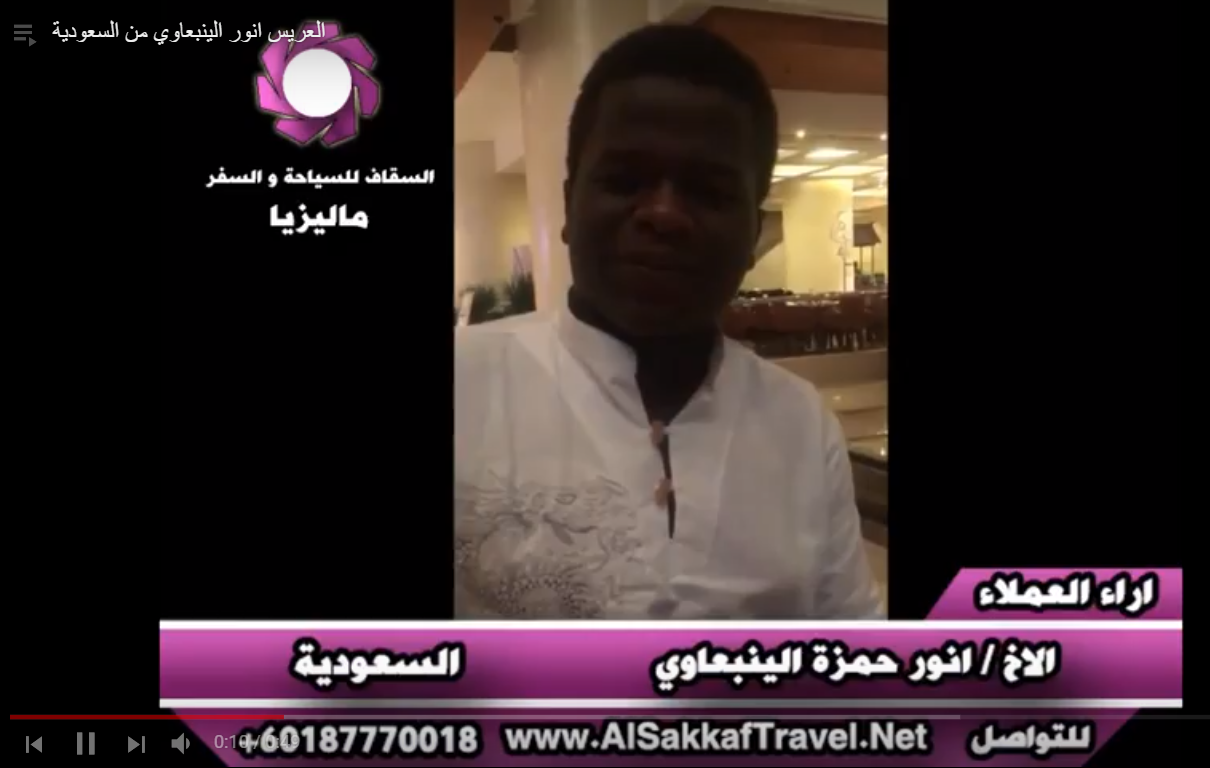 العريس انور الينبعاوي من السعودية
السقاف للسياحة و السفر
ماليزيا
اراء العملاء
الاخ / انور حمزة الينبعاوي السعودية
للتواصل www.AlSakkafTravel.Net 60187770018